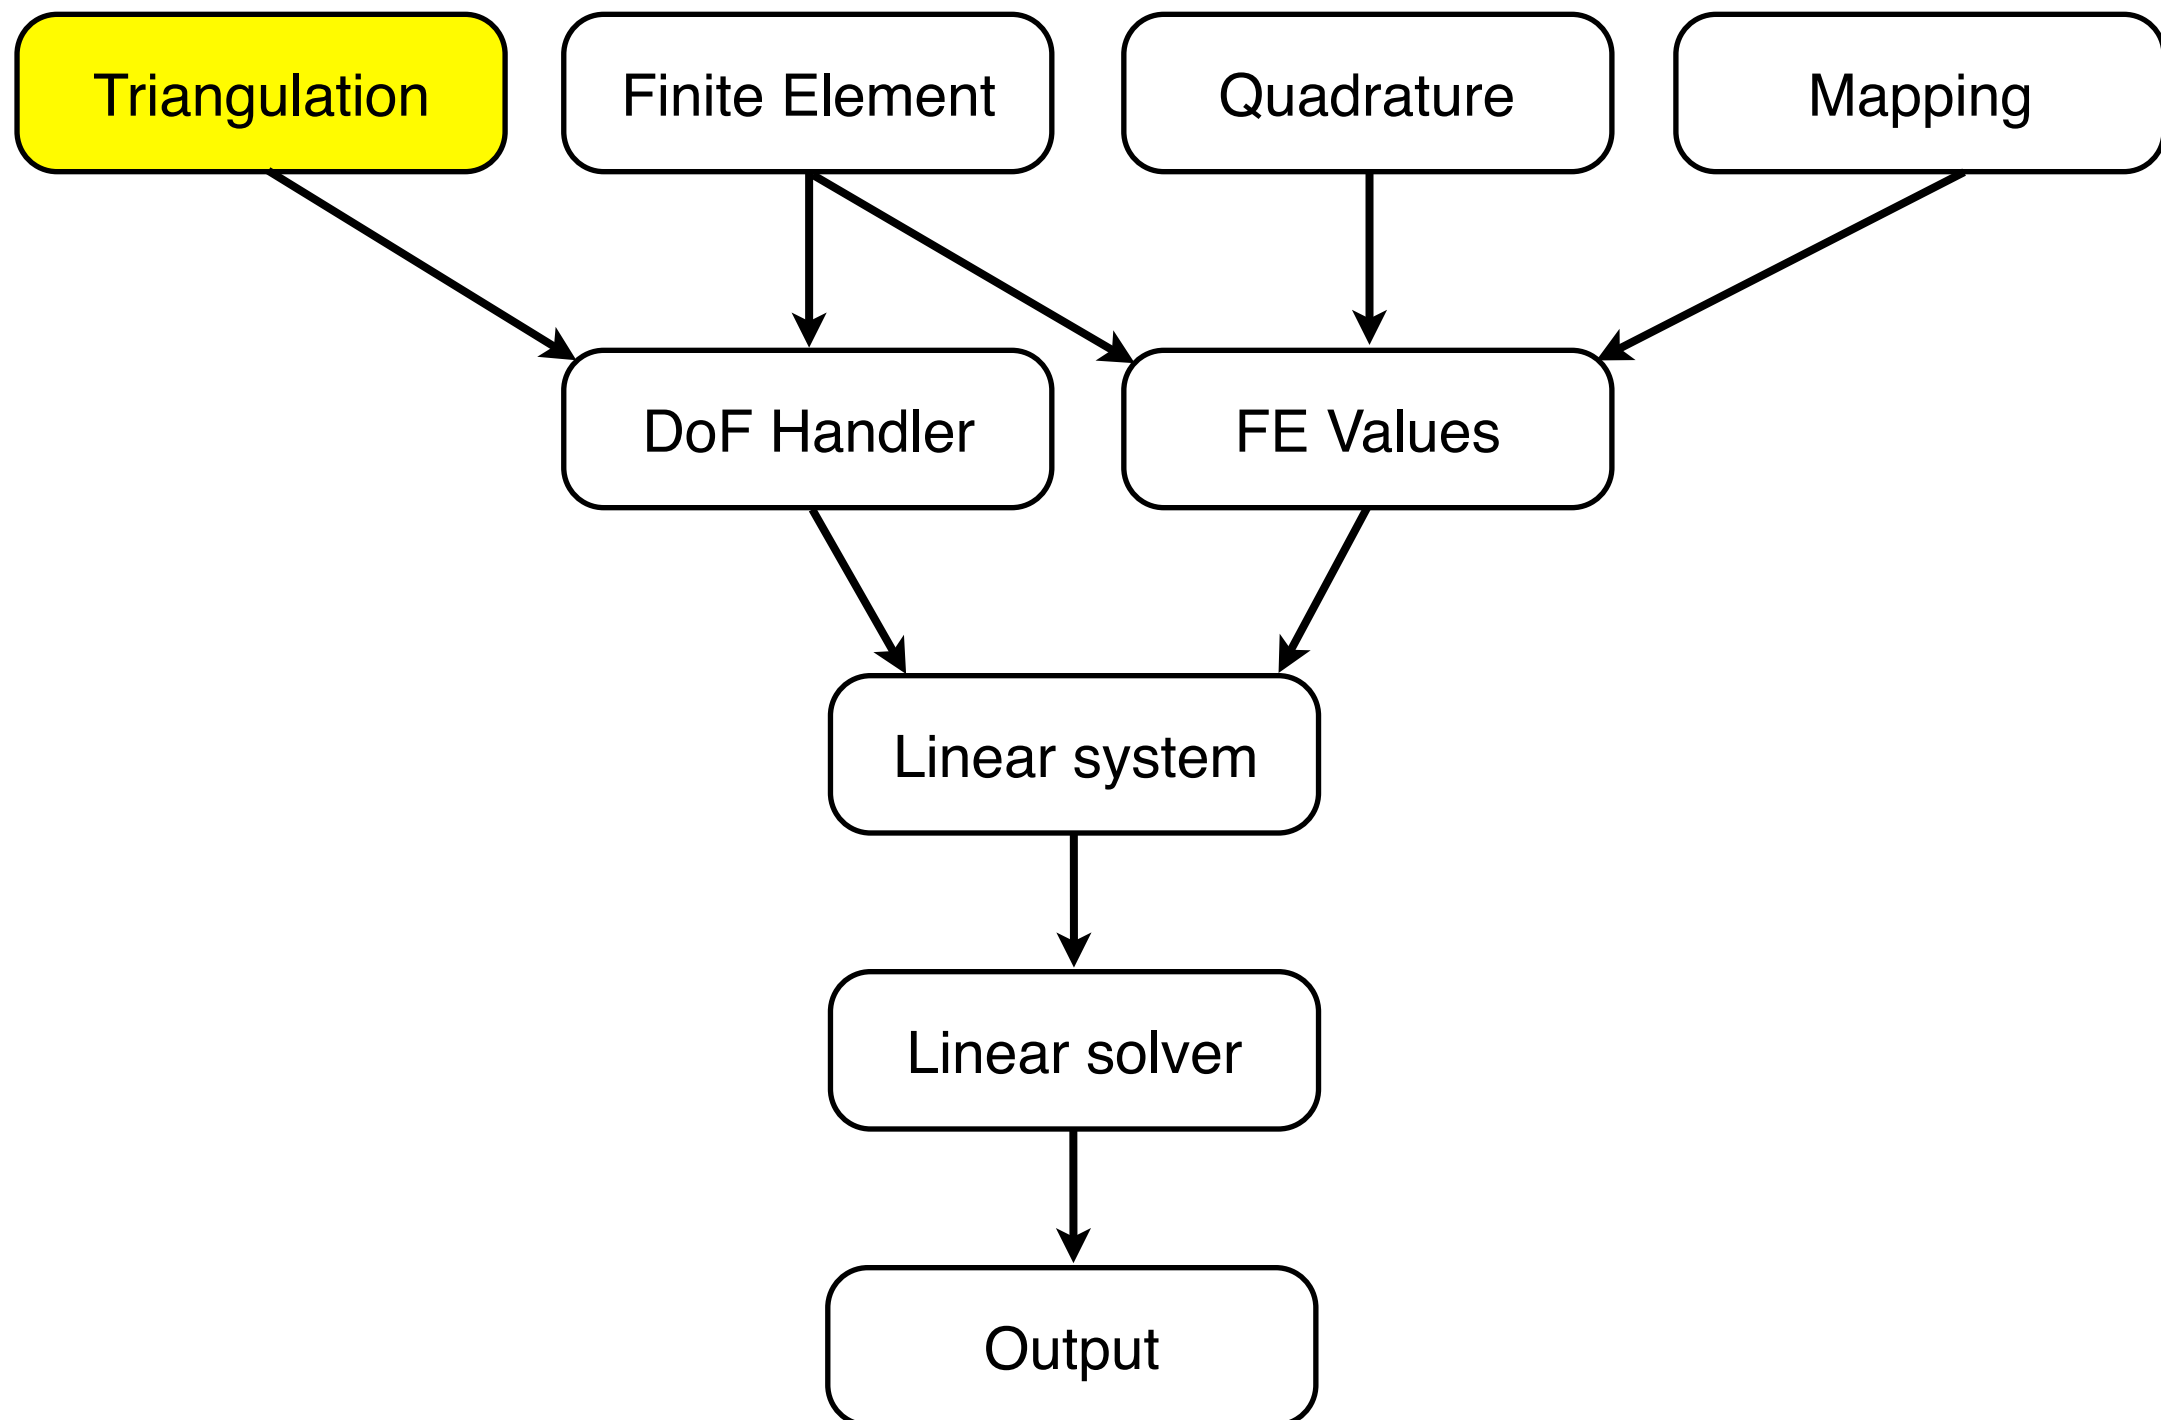 Triangulation
Finite Element
Quadrature
Mapping
DoF Handler
FE Values
Linear system
Linear solver
Output